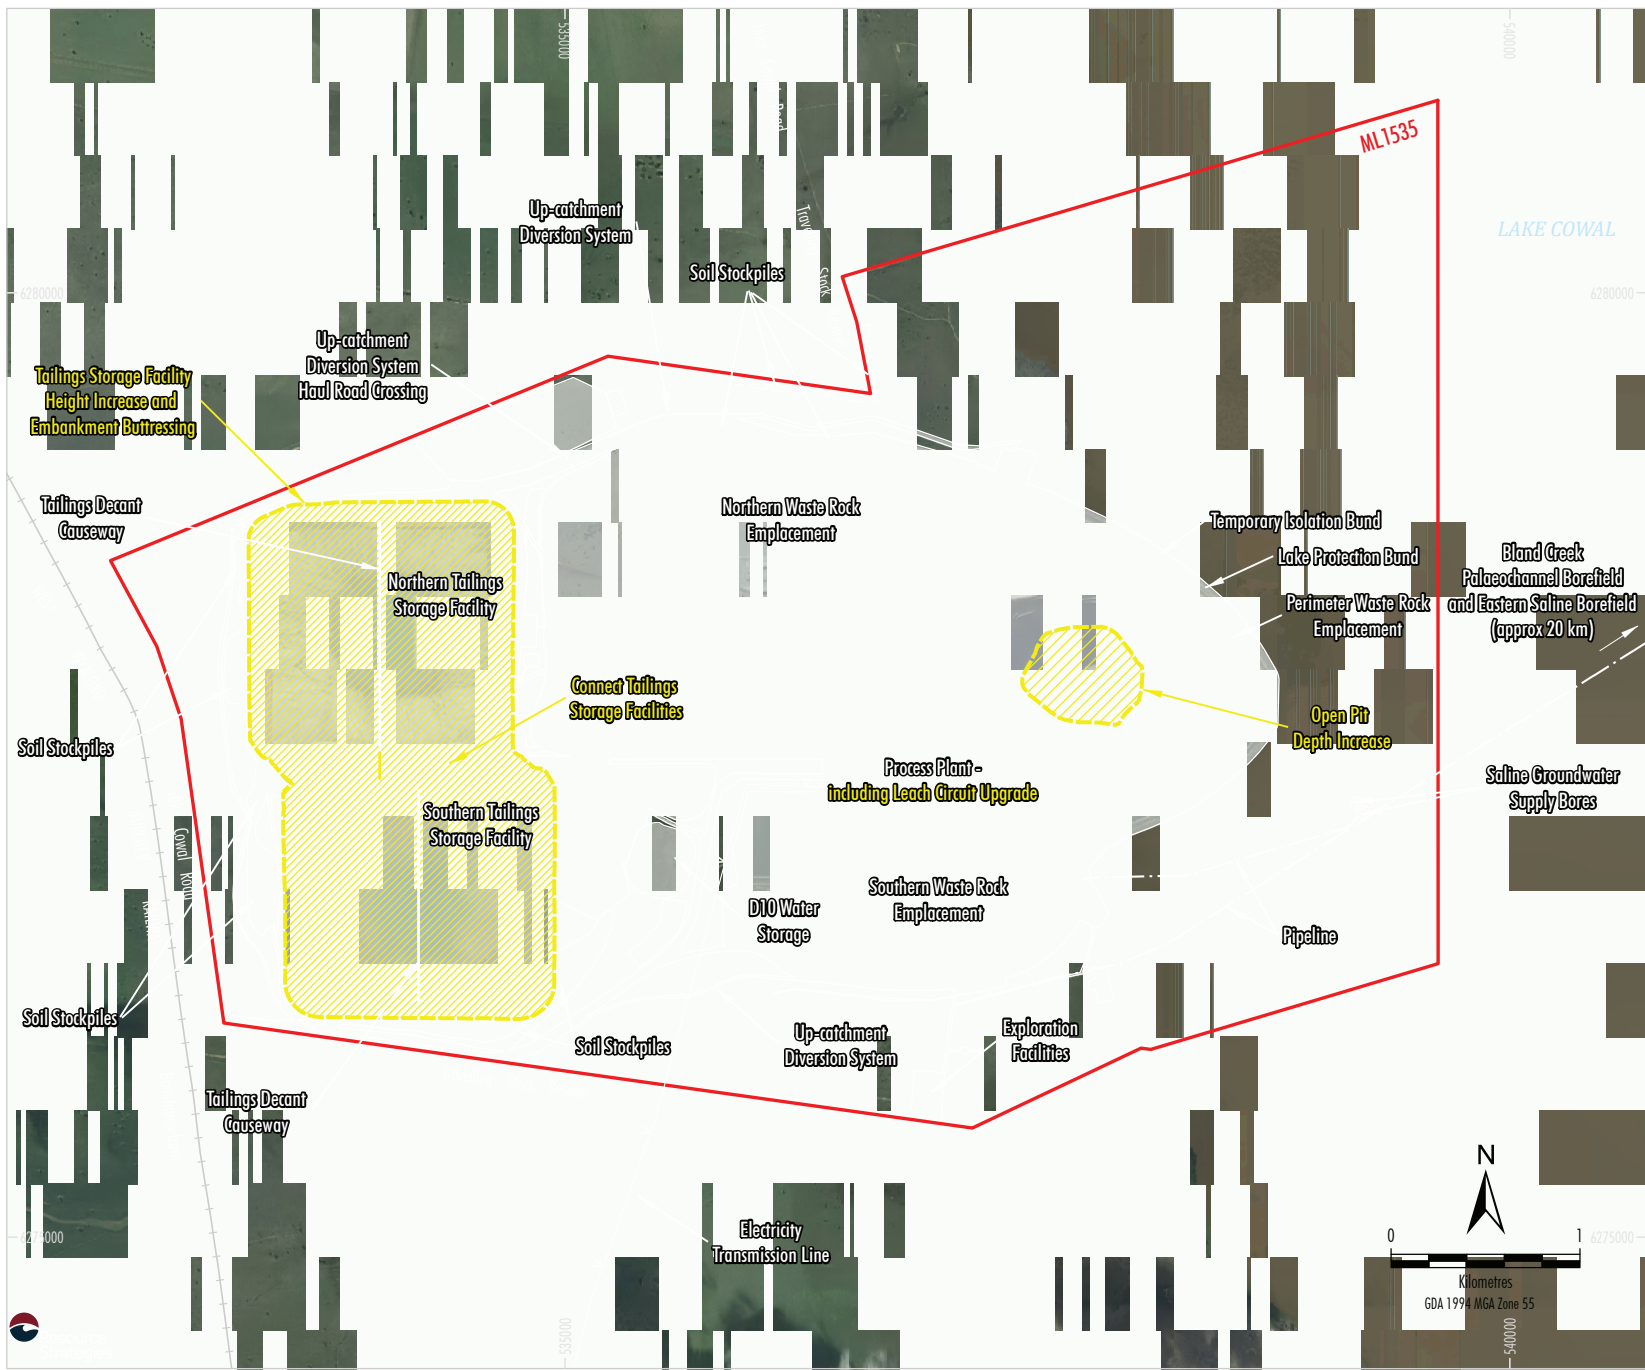 535000
540000
ML1535
LAKE COWAL
Up-catchment
Diversion System
Soil Stockpiles
Stock
6280000
6280000
Up-catchment
Diversion System
Haul Road Crossing
Tailings Storage Facility
Height Increase and
Embankment Buttressing
Tailings Decant
Causeway
Northern Waste Rock
Emplacement
Temporary Isolation Bund
Lake Protection Bund
Bland Creek
Palaeochannel Borefield
and Eastern Saline Borefield
(approx 20 km)
Northern Tailings
Storage Facility
Perimeter Waste Rock
Emplacement
Connect Tailings
Storage Facilities
Open Pit
Depth Increase
Soil Stockpiles
Process Plant -
including Leach Circuit Upgrade
Saline Groundwater
Supply Bores
Southern Tailings
Storage Facility
Cowal Road
Southern Waste Rock
Emplacement
D10 Water
Storage
Pipeline
Soil Stockpiles
Soil Stockpiles
Up-catchment
Diversion System
Exploration
Facilities
Tailings Decant
Causeway
N
Electricity
Transmission Line
6275000
6275000
0 1
Kilometres
GDA 1994 MGA Zone 55
535000
540000